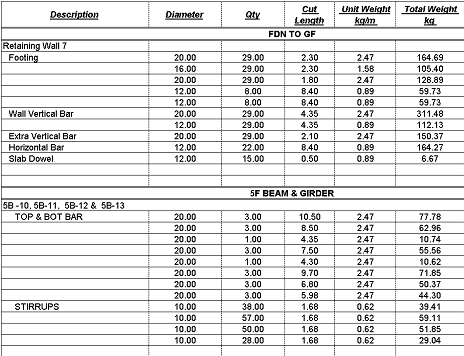 Description Diameter Qty Cut Length Unit Weight kg/m Total Weight kg
FDN TO GF
Retaining Wall 7
Footing 20.00 29.00 2.30 2.47 164.69
16.00 29.00 2.30 1.58 105.40
20.00 29.00 1.80 2.47 128.89
12.00 8.00 8.40 0.89 59.73
12.00 8.00 8.40 0.89 59.73
Wall Vertical Bar 20.00 29.00 4.35 2.47 311.48
12.00 29.00 4.35 0.89 112.13
Extra Vertical Bar 20.00 29.00 2.10 2.47 150.37
Horizontal Bar 12.00 22.00 8.40 0.89 164.27
Slab Dowel 12.00 15.00 0.50 0.89 6.67
5F BEAM & GIRDER
5B -10, 5B-11, 5B-12 & 5B-13
TOP & BOT BAR 20.00 3.00 10.50 2.47 77.78
20.00 3.00 8.50 2.47 62.96
20.00 1.00 4.35 2.47 10.74
20.00 3.00 7.50 2.47 55.56
20.00 1.00 4.30 2.47 10.62
20.00 3.00 9.70 2.47 71.85
20.00 3.00 6.80 2.47 50.37
20.00 3.00 5.98 2.47 44.30
STIRRUPS 10.00 38.00 1.68 0.62 39.41
10.00 57.00 1.68 0.62 59.11
10.00 50.00 1.68 0.62 51.85
10.00 28.00 1.68 0.62 29.04